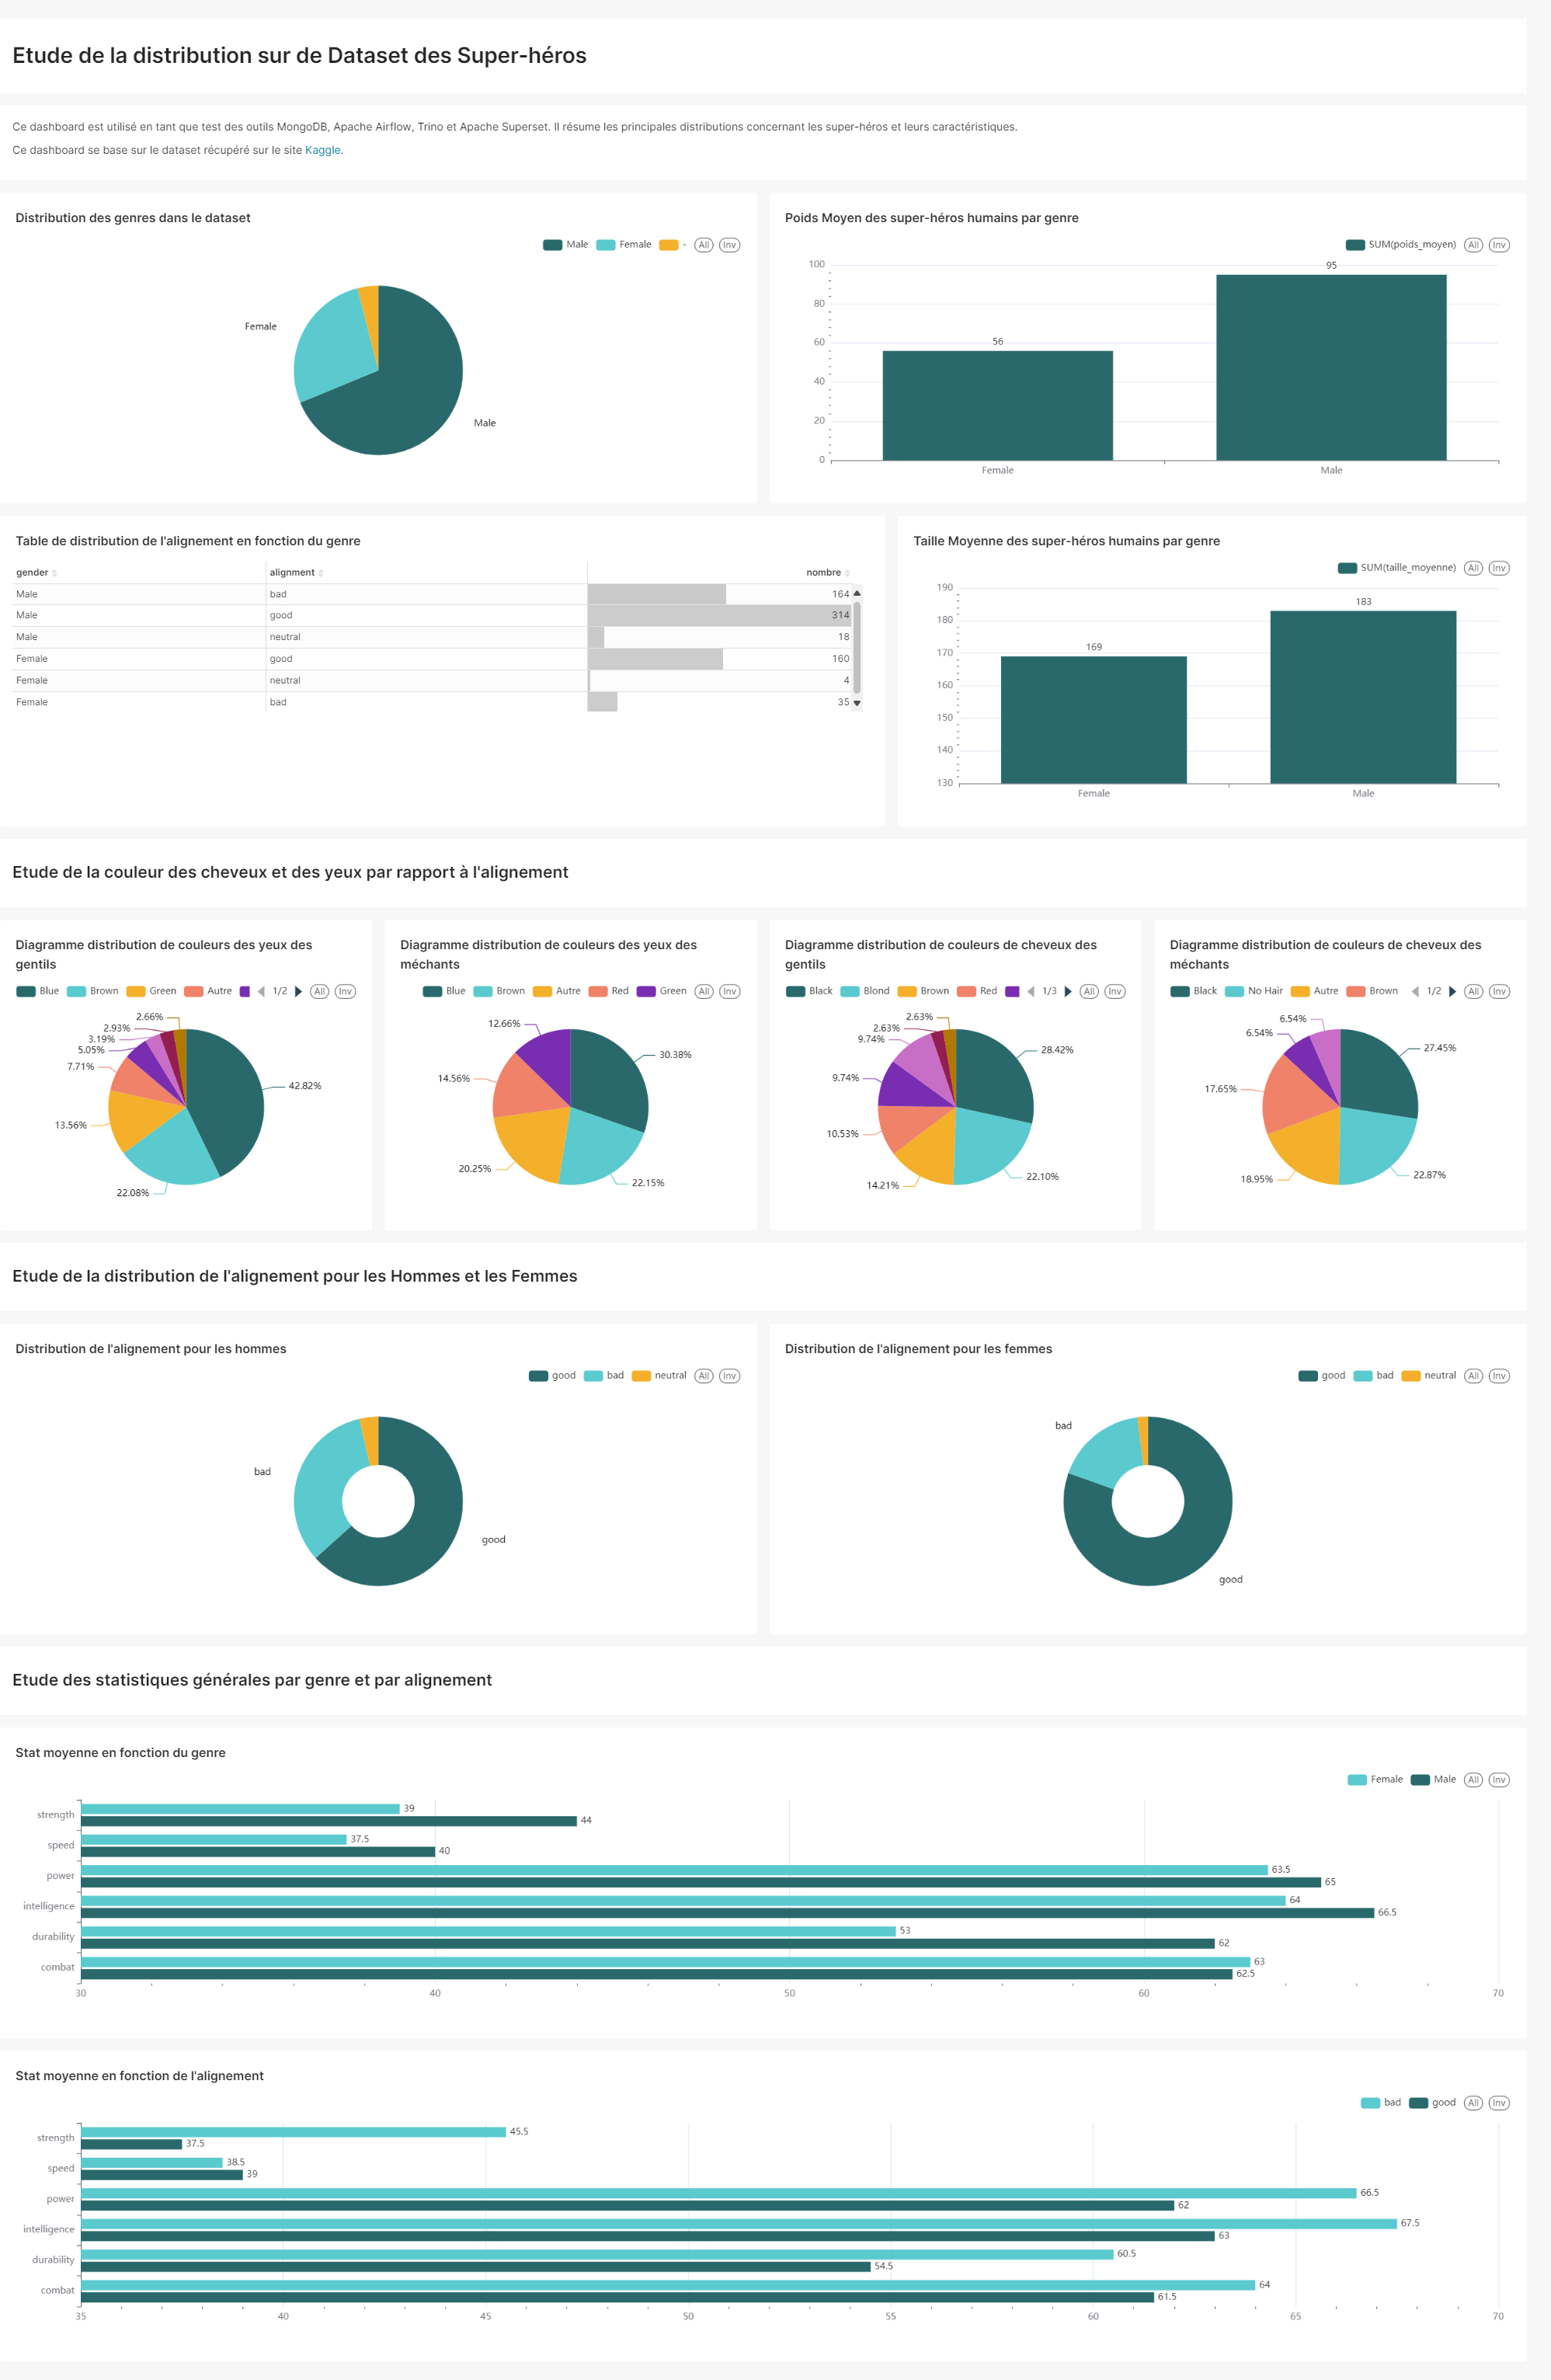 Etude de la distribution sur de Dataset des Super-héros
Ce dashboard est utilisé en tant que test des outils MongoDB, Apache Airflow, Trino et Apache Superset. Il résume les principales distributions concernant les super-héros et leurs caractéristiques.
Ce dashboard se base sur le dataset récupéré sur le site Kaggle.
Distribution des genres dans le dataset
Male Female - All Inv
Female
Male
Poids Moyen des super-héros humains par genre
SUM(poids_moyen) All Inv
100
95
80
60
56
40
20
0
Female Male
Table de distribution de l'alignement en fonction du genre
gender alignment nombre
Male bad 164
Male good 314
Male neutral 18
Female good 160
Female neutral 4
Female bad 35
Taille Moyenne des super-héros humains par genre
SUM(taille_moyenne) All Inv
190
183
180
170
169
160
150
140
130
Female Male
Etude de la couleur des cheveux et des yeux par rapport à l'alignement
Diagramme distribution de couleurs des yeux des
gentils
Blue Brown Green Autre 1/2 All Inv
2.66%
2.93%
3.19%
5.05%
7.71%
42.82%
13.56%
22.08%
Diagramme distribution de couleurs des yeux des
méchants
Blue Brown Autre Red Green All Inv
12.66%
30.38%
14.56%
20.25%
22.15%
Diagramme distribution de couleurs de cheveux des
gentils
Black Blond Brown Red 1/3 All Inv
2.63%
2.63%
9.74%
28.42%
9.74%
10.53%
22.10%
14.21%
Diagramme distribution de couleurs de cheveux des
méchants
Black No Hair Autre Brown 1/2 All Inv
6.54%
6.54%
27.45%
17.65%
22.87%
18.95%
Etude de la distribution de l'alignement pour les Hommes et les Femmes
Distribution de l'alignement pour les hommes
good bad neutral All Inv
bad
good
Distribution de l'alignement pour les femmes
good bad neutral All Inv
bad
good
Etude des statistiques générales par genre et par alignement
Stat moyenne en fonction du genre
Female Male All Inv
39
strength
44
37.5
speed
40
63.5
power
65
64
intelligence
66.5
53
durability
62
63
combat
62.5
30 40 50 60 70
Stat moyenne en fonction de l'alignement
bad good All Inv
45.5
strength
37.5
38.5
speed
39
66.5
power
62
67.5
intelligence
63
60.5
durability
54.5
64
combat
61.5
35 40 45 50 55 60 65 70